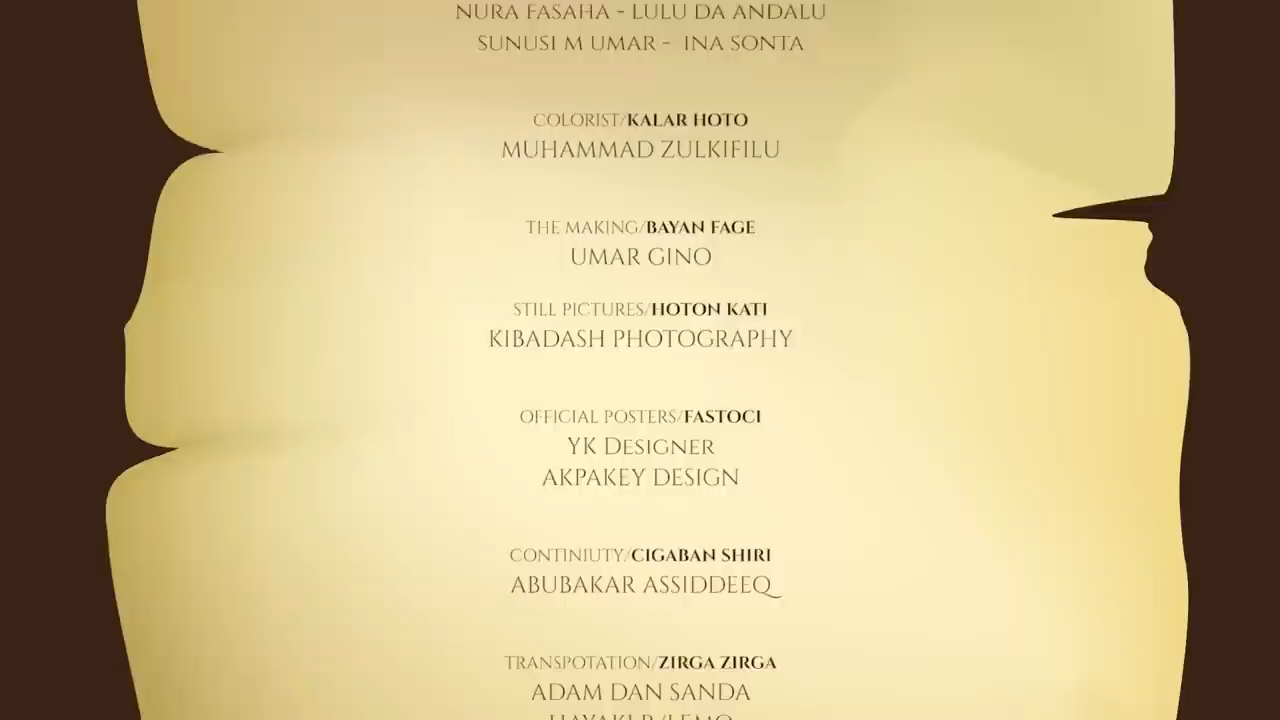 NURA FASAHA - LULU DA ANDALU
SUNUSI M UMAR - INA SONTA
COLORIST/KALAR HOTO
MUHAMMAD ZULKIFILU
THE MAKING/BAYAN FAGE
UMAR GINO
STILL PICTURES/HOTON KATI
KIBADASH PHOTOGRAPHY
OFFICIAL POSTERS/FASTOCI
YK DESIGNER
AKPAKEY DESIGN
CONTINIUTY/CIGABAN SHIRI
ABUBAKAR ASSIDDEEQ
TRANSPOTATION/ZIRGA ZIRGA
ADAM DAN SANDA